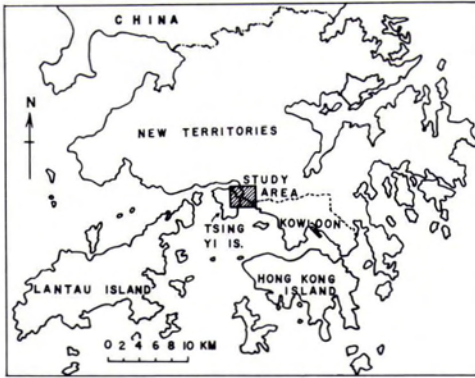 CHINA
N
NEW TERRITORIES
STUDY
AREA
TSING
YI IS.
KOWLOON
LANTAU ISLAND
HONG KONG
ISLAND
0 2 4 6 8 10 KM